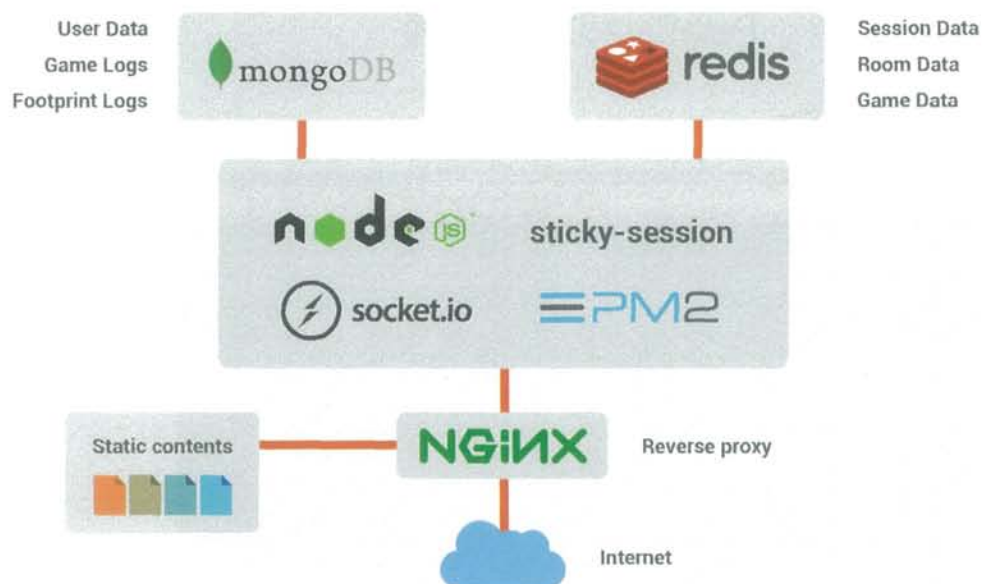 User Data
Game Logs
Footprint Logs
mongoDB
redis
Session Data
Room Data
Game Data
node
JS
sticky-session
socket.io
PM2
Static contents
NGiNX
Reverse proxy
Internet